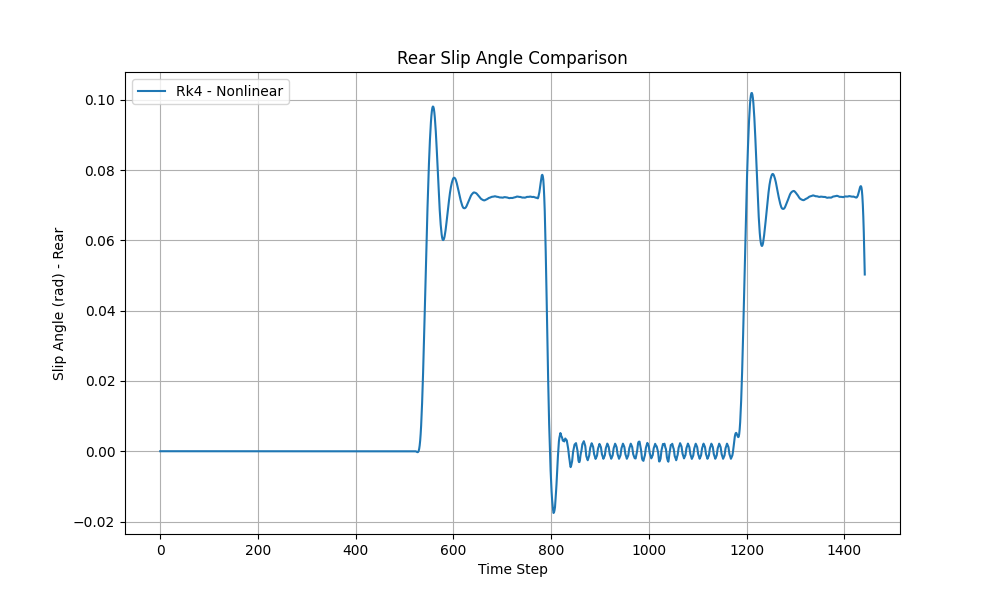 Rear Slip Angle Comparison
Rk4 - Nonlinear
Slip Angle (rad) - Rear
0.10
0.08
0.06
0.04
0.02
0.00
−0.02
0 200 400 600 800 1000 1200 1400
Time Step